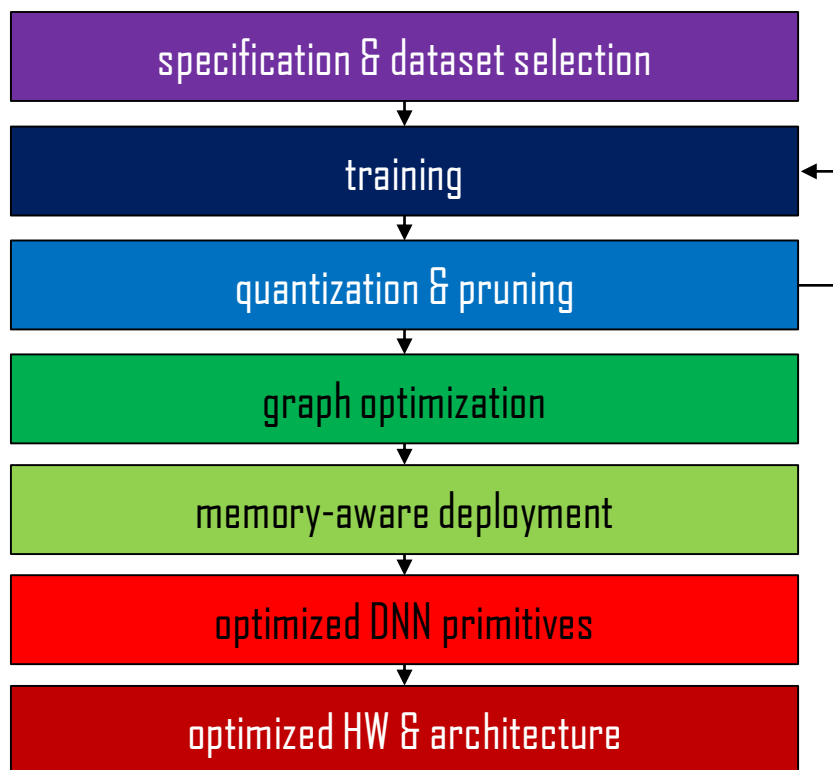 specification & dataset selection
training
quantization & pruning
graph optimization
memory-aware deployment
optimized DNN primitives
optimized HW & architecture